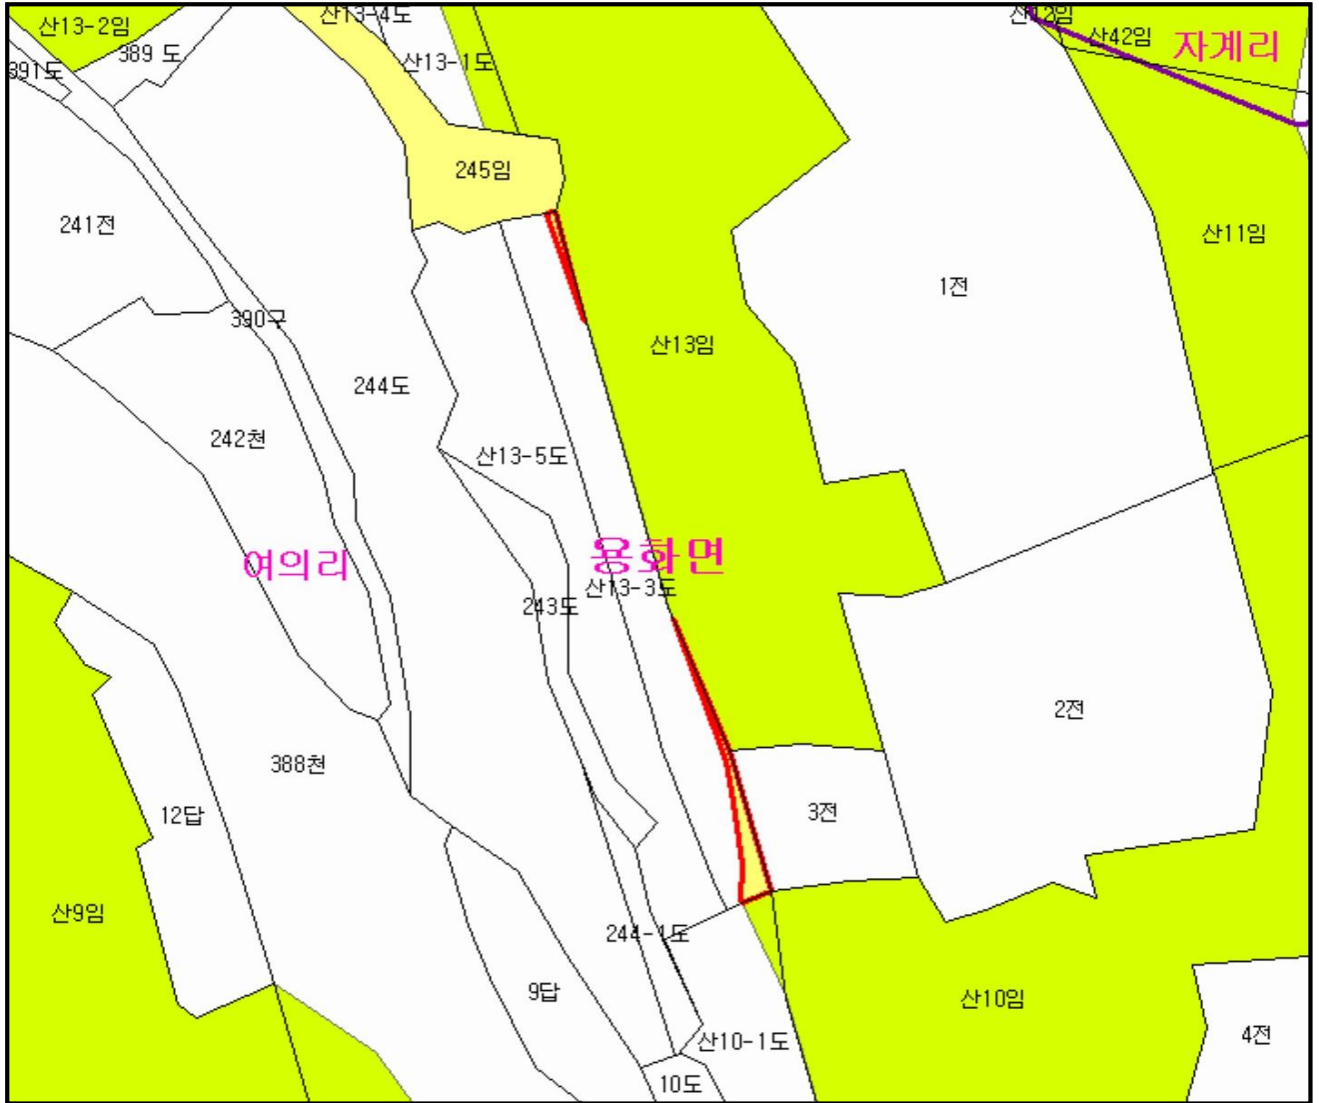 산13-4도
산12임
산13-2임
산42임
자계리
389 도
산13-1도
391도
245임
241전
산11임
1전
390구
산13임
244도
242천
산13-5도
용화면
여의리
산13-3도
243도
2전
388천
3전
12답
산9임
244-1도
9답
산10임
4전
산10-1도
10도